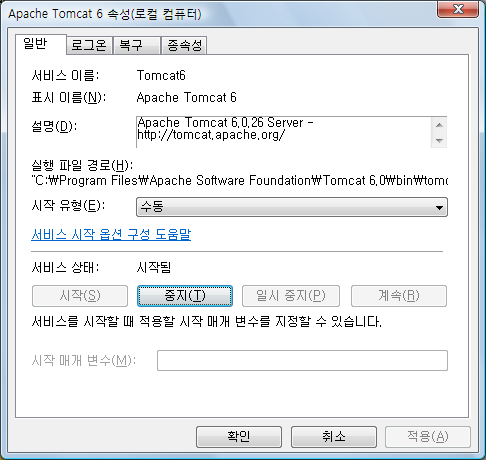 Apache Tomcat 6 속성(로컬 컴퓨터)
일반 로그온 복구 종속성
서비스 이름: Tomcat6
표시 이름(N): Apache Tomcat 6
설명(D): Apache Tomcat 6.0.26 Server -
http://tomcat.apache.org/
실행 파일 경로(H):
"C:₩Program Files₩Apache Software Foundation₩Tomcat 6.0₩bin₩tomc
시작 유형(E): 수동
서비스 시작 옵션 구성 도움말
서비스 상태: 시작됨
시작(S) 중지(T) 일시 중지(P) 계속(R)
서비스를 시작할 때 적용할 시작 매개 변수를 지정할 수 있습니다.
시작 매개 변수(M):
확인 취소 적용(A)